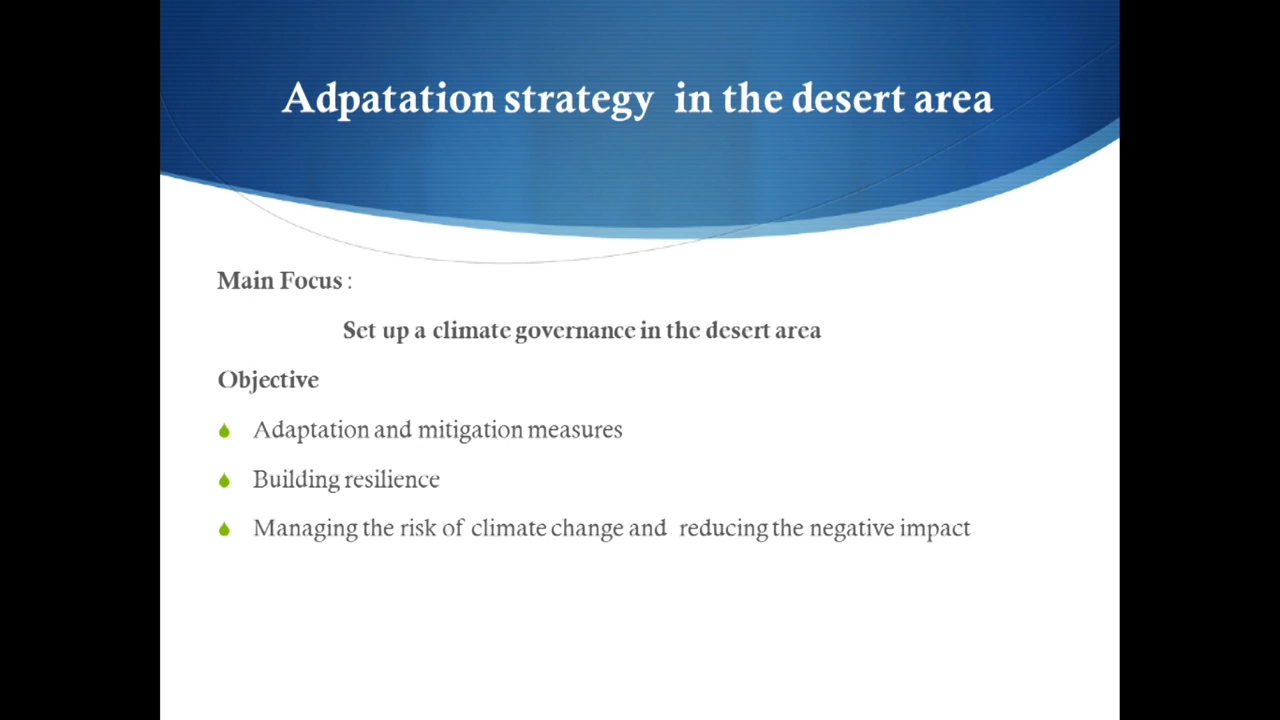 Adpatation strategy in the desert area
Main Focus :
Set up a climate governance in the desert area
Objective
Adaptation and mitigation measures
Building resilience
Managing the risk of climate change and reducing the negative impact